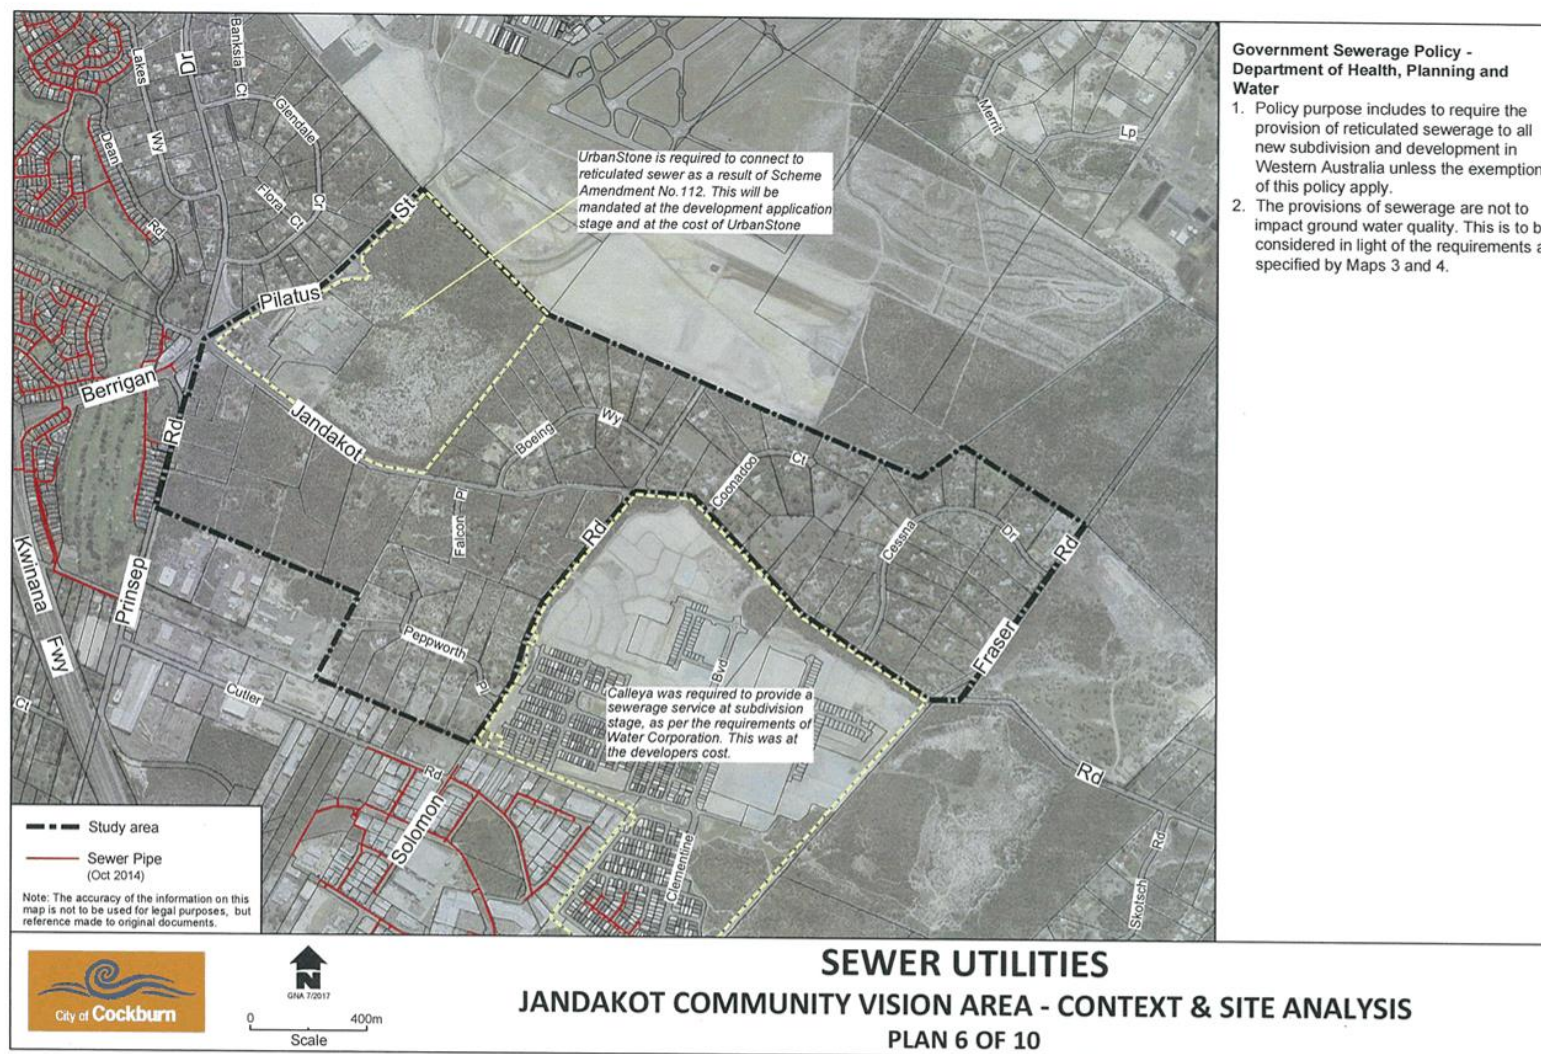 Government Sewerage Policy -
Department of Health, Planning and
Water
1. Policy purpose includes to require the
provision of reticulated sewerage to all
new subdivision and development in
Western Australia unless the exemption
of this policy apply.
2. The provisions of sewerage are not to
impact ground water quality. This is to b
considered in light of the requirements a
specified by Maps 3 and 4.
Lakes
Wy
Dr
Banksia Ct
Glendale
Cr
Dean
Rd
Flora Ct
Merrit
Lp
UrbanStone is required to connect to
reticulated sewer as a result of Scheme
Amendment No.112. This will be
mandated at the development application
stage and at the cost of UrbanStone
Pilatus
St
Berrigan
Rd
Jandakot
Boeing
Wy
Coonadoo
Ct
Falcon Pl
Rd
Cessna
Dr
Rd
Fraser
Kwinana
Fwy
Prinsep
Peppworth
Pl
Cutler
Ct
Bvd
Calleya was required to provide a
sewerage service at subdivision
stage, as per the requirements of
Water Corporation. This was at
the developers cost.
Rd
Solomon
Clementine
Rd
Rd
Skotsch
Study area
Sewer Pipe
(Oct 2014)
Note: The accuracy of the information on this
map is not to be used for legal purposes, but
reference made to original documents.
City of Cockburn
N
GNA 7/2017
0 400m
Scale
SEWER UTILITIES
JANDAKOT COMMUNITY VISION AREA - CONTEXT & SITE ANALYSIS
PLAN 6 OF 10